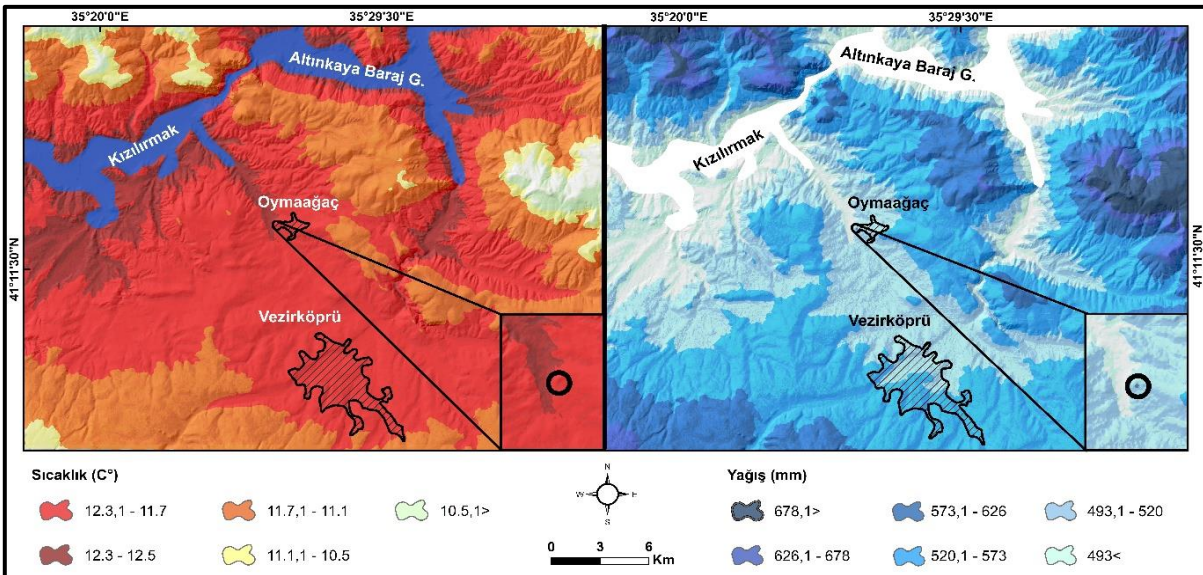 35°20'0"E 35°29'30"E 35°20'0"E 35°29'30"E
Altınkaya Baraj G. Altınkaya Baraj G.
Kızılırmak Kızılırmak
Oymaağaç Oymaağaç
41°11'30"N 41°11'30"N
Vezirköprü Vezirköprü
Sıcaklık (C°)
12.3,1 - 11.7 11.7,1 - 11.1 10.5,1>
12.3 - 12.5 11.1,1 - 10.5
N
W E
S
0 3 6
Km
Yağış (mm)
678,1> 573,1 - 626 493,1 - 520
626,1 - 678 520,1 - 573 493<